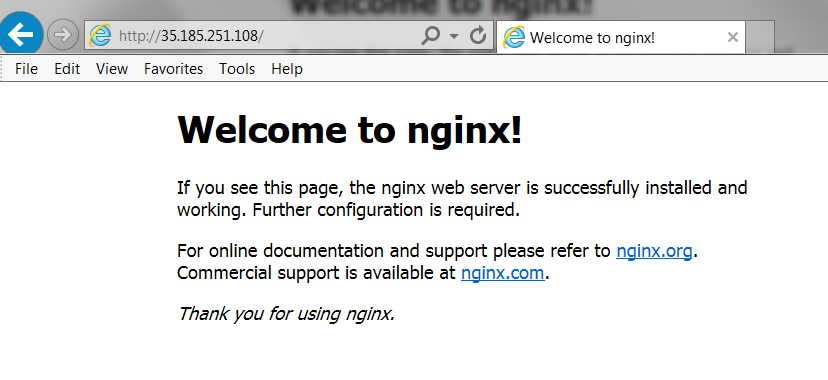 Welcome to nginx!
http://35.185.251.108/
Welcome to nginx!
File Edit View Favorites Tools Help
Welcome to nginx!
If you see this page, the nginx web server is successfully installed and
working. Further configuration is required.
For online documentation and support please refer to nginx.org.
Commercial support is available at nginx.com.
Thank you for using nginx.